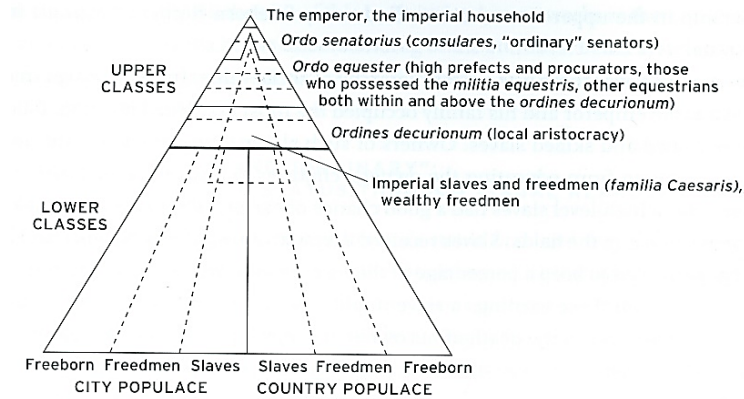 The emperor, the imperial household
Ordo senatorius (consulares, "ordinary" senators)
UPPER
CLASSES
Ordo equester (high prefects and procurators, those
who possessed the militia equestris, other equestrians
both within and above the ordines decurionum)
Ordines decurionum (local aristocracy)
Imperial slaves and freedmen (familia Caesaris),
wealthy freedmen
LOWER
CLASSES
Freeborn Freedmen Slaves Slaves Freedmen Freeborn
CITY POPULACE COUNTRY POPULACE